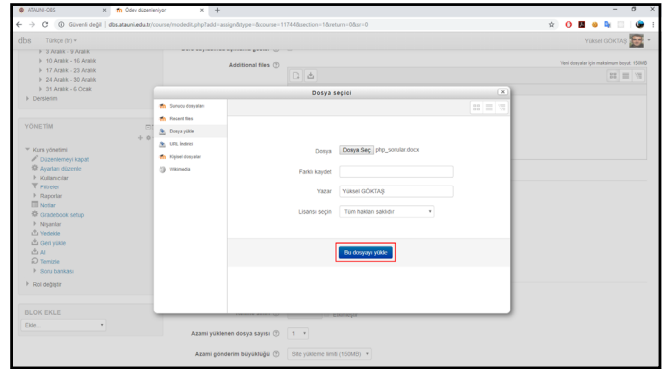 ATAUNI-OBS
Ödev düzenleniyor
Güvenli değil | dbs.atauni.edu.tr/course/modedit.php?add=assign&type=&course=11744&section=1&return=0&sr=0
dbs
Türkçe (tr)
Yüksel GÖKTAŞ
3 Aralık - 9 Aralık
10 Aralık - 16 Aralık
17 Aralık - 23 Aralık
24 Aralık - 30 Aralık
31 Aralık - 6 Ocak
Derslerim
Additional files
Yeni dosyalar için maksimum boyut: 150MB
Dosya seçici
Sunucu dosyaları
Recent files
Dosya yükle
URL İndirici
Kişisel dosyalar
Wikimedia
Dosya
Dosya Seç php_sorular.docx
Farklı kaydet
Yazar
Yüksel GÖKTAŞ
Lisansı seçin
Tüm hakları saklıdır
Bu dosyayı yükle
YÖNETİM
Kurs yönetimi
Düzenlemeyi kapat
Ayarları düzenle
Kullanıcılar
Filtreler
Raporlar
Notlar
Gradebook setup
Nişanlar
Yedekle
Geri yükle
Al
Temizle
Soru bankası
Rol değiştir
BLOK EKLE
Ekle...
Azami yüklenen dosya sayısı
1
Azami gönderim büyüklüğü
Site yükleme limiti (150MB)